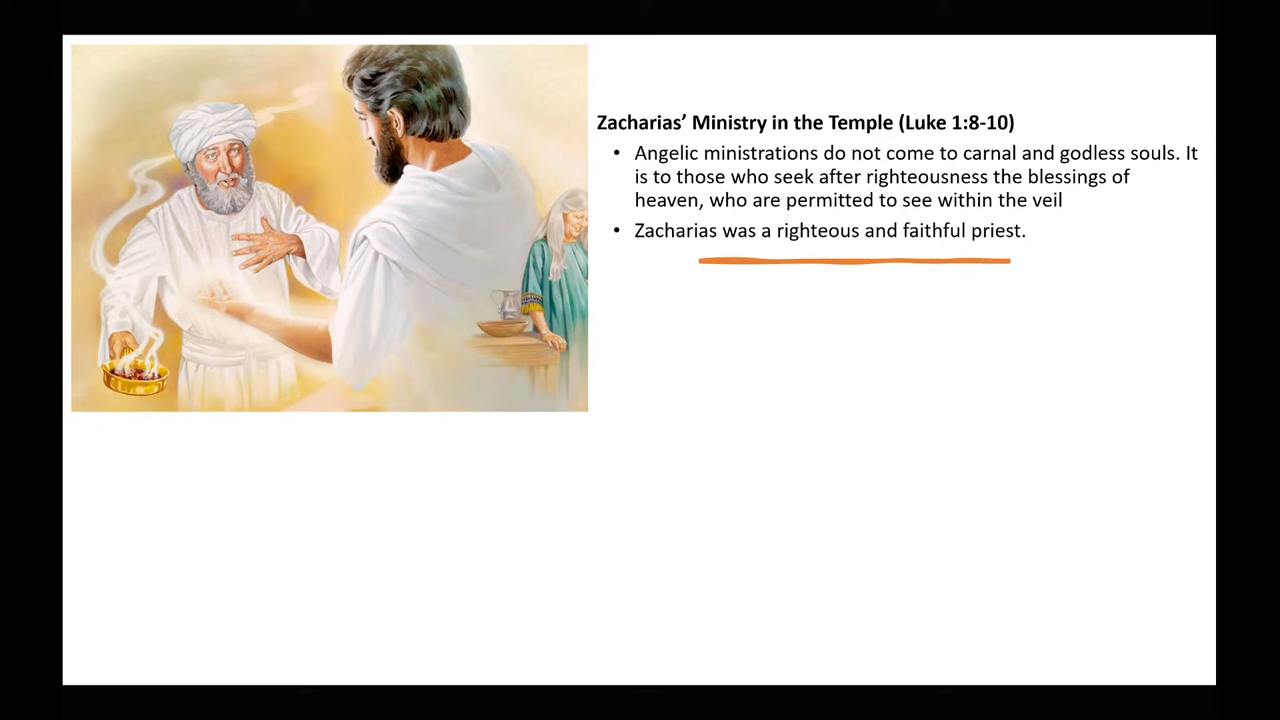 Zacharias’ Ministry in the Temple (Luke 1:8-10)
• Angelic ministrations do not come to carnal and godless souls. It
is to those who seek after righteousness the blessings of
heaven, who are permitted to see within the veil
• Zacharias was a righteous and faithful priest.